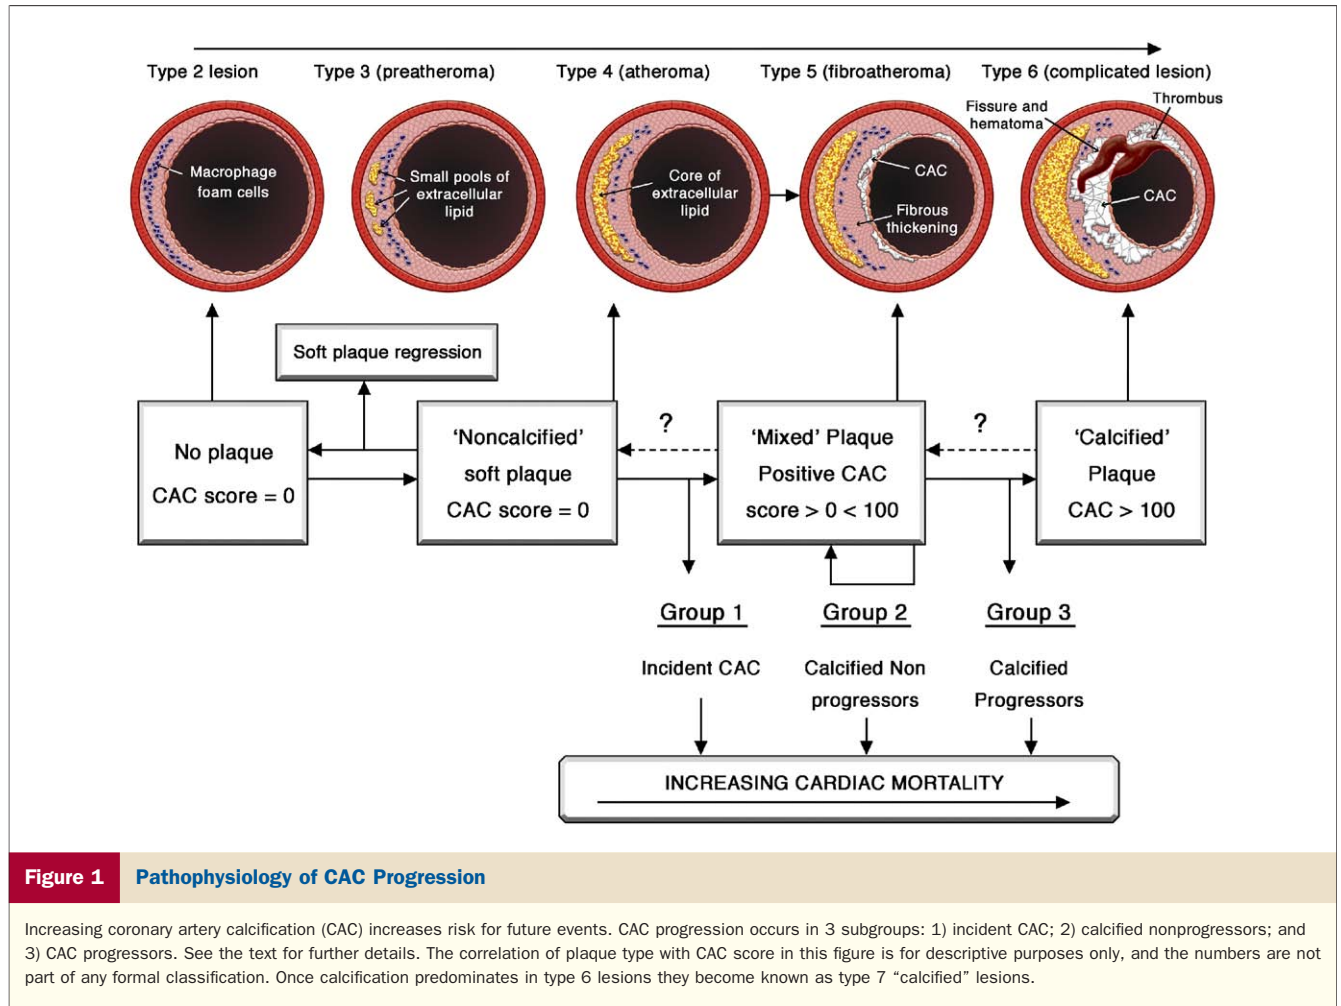 Type 2 lesion
Type 3 (preatheroma)
Type 4 (atheroma)
Type 5 (fibroatheroma)
Type 6 (complicated lesion)
Macrophage
foam cells
Small pools of
extracellular
lipid
Core of
extracellular
lipid
CAC
Fibrous
thickening
Fissure and
hematoma
Thrombus
CAC
Soft plaque regression
No plaque
CAC score = 0
‘Noncalcified’
soft plaque
CAC score = 0
?
‘Mixed’ Plaque
Positive CAC
score > 0 < 100
?
‘Calcified’
Plaque
CAC > 100
Group 1
Incident CAC
Group 2
Calcified Non
progressors
Group 3
Calcified
Progressors
INCREASING CARDIAC MORTALITY
Figure 1
Pathophysiology of CAC Progression
Increasing coronary artery calcification (CAC) increases risk for future events. CAC progression occurs in 3 subgroups: 1) incident CAC; 2) calcified nonprogressors; and
3) CAC progressors. See the text for further details. The correlation of plaque type with CAC score in this figure is for descriptive purposes only, and the numbers are not
part of any formal classification. Once calcification predominates in type 6 lesions they become known as type 7 “calcified” lesions.